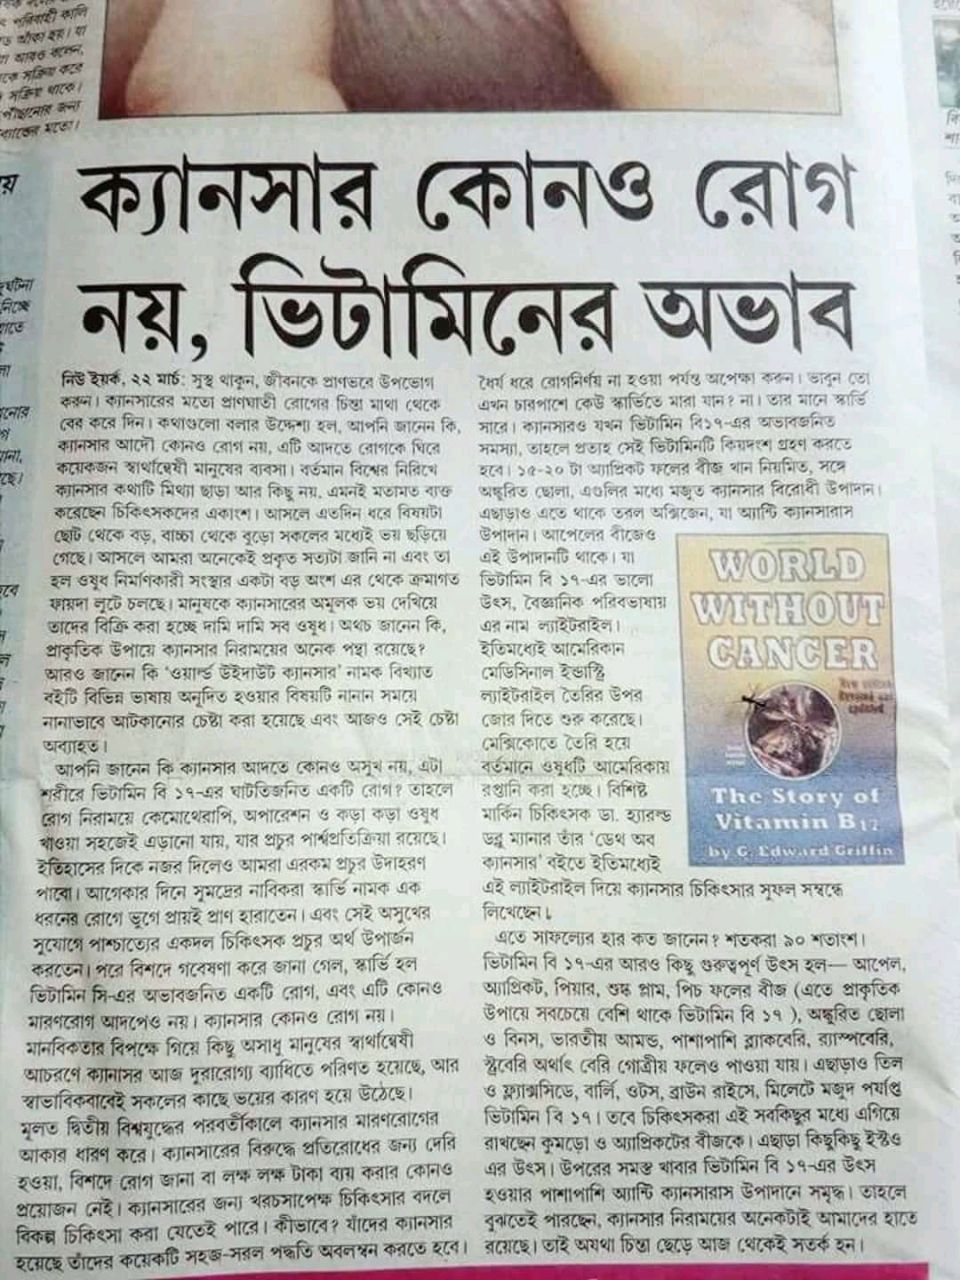 ক্যানসার কোনও রোগ
নয়, ভিটামিনের অভাব
নিউ ইয়র্ক, ২২ মার্চ: সুস্থ থাকুন, জীবনকে প্রাণভরে উপভোগ
করুন। ক্যানসারের মতো প্রাণঘাতী রোগের চিন্তা মাথা থেকে
বের করে দিন। কথাগুলো বলার উদ্দেশ্য হল, আপনি জানেন কি,
ক্যানসার আদৌ কোনও রোগ নয়, এটি আদতে রোগকে ঘিরে
কয়েকজন স্বার্থান্বেষী মানুষের ব্যবসা। বর্তমান বিশ্বের নিরিখে
ক্যানসার কথাটি মিথ্যা ছাড়া আর কিছু নয়, এমনই মতামত ব্যক্ত
করেছেন চিকিৎসকদের একাংশ। আসলে এতদিন ধরে বিষয়টা
ছোট থেকে বড়, বাচ্চা থেকে বুড়ো সকলের মধ্যেই ভয় ছড়িয়ে
গেছে। আসলে আমরা অনেকেই প্রকৃত সত্যটা জানি না এবং তা
হল ওষুধ নির্মাণকারী সংস্থার একটা বড় অংশ এর থেকে ক্রমাগত
ফায়দা লুটে চলছে। মানুষকে ক্যানসারের অমূলক ভয় দেখিয়ে
তাদের বিক্রি করা হচ্ছে দামি দামি সব ওষুধ। অথচ জানেন কি,
প্রাকৃতিক উপায়ে ক্যানসার নিরাময়ের অনেক পন্থা রয়েছে?
আরও জানেন কি ‘ওয়ার্ল্ড উইদাউট ক্যানসার’ নামক বিখ্যাত
বইটি বিভিন্ন ভাষায় অনূদিত হওয়ার বিষয়টি নানান সময়ে
নানাভাবে আটকানোর চেষ্টা করা হয়েছে এবং আজও সেই চেষ্টা
অব্যাহত।
আপনি জানেন কি ক্যানসার আদতে কোনও অসুখ নয়, এটা
শরীরে ভিটামিন বি ১৭-এর ঘাটতিজনিত একটি রোগ? তাহলে
রোগ নিরাময়ে কেমোথেরাপি, অপারেশন ও কড়া কড়া ওষুধ
খাওয়া সহজেই এড়ানো যায়, যার প্রচুর পার্শ্বপ্রতিক্রিয়া রয়েছে।
ইতিহাসের দিকে নজর দিলেও আমরা এরকম প্রচুর উদাহরণ
পাবো। আগেকার দিনে সুমদ্রের নাবিকরা স্কার্ভি নামক এক
ধরনের রোগে ভুগে প্রায়ই প্রাণ হারাতেন। এবং সেই অসুখের
সুযোগে পাশ্চাত্যের একদল চিকিৎসক প্রচুর অর্থ উপার্জন
করতেন। পরে বিশদে গবেষণা করে জানা গেল, স্কার্ভি হল
ভিটামিন সি-এর অভাবজনিত একটি রোগ, এবং এটি কোনও
মারণরোগ আদপেও নয়। ক্যানসার কোনও রোগ নয়।
মানবিকতার বিপক্ষে গিয়ে কিছু অসাধু মানুষের স্বার্থান্বেষী
আচরণে ক্যানাসর আজ দুরারোগ্য ব্যাধিতে পরিণত হয়েছে, আর
স্বাভাবিকবাবেই সকলের কাছে ভয়ের কারণ হয়ে উঠেছে।
মূলত দ্বিতীয় বিশ্বযুদ্ধের পরবর্তীকালে ক্যানসার মারণরোগের
আকার ধারণ করে। ক্যানসারের বিরুদ্ধে প্রতিরোধের জন্য দেরি
হওয়া, বিশদে রোগ জানা বা লক্ষ লক্ষ টাকা ব্যয় করার কোনও
প্রয়োজন নেই। ক্যানসারের জন্য খরচসাপেক্ষ চিকিৎসার বদলে
বিকল্প চিকিৎসা করা যেতেই পারে। কীভাবে? যাঁদের ক্যানসার
হয়েছে তাঁদের কয়েকটি সহজ-সরল পদ্ধতি অবলম্বন করতে হবে।
ধৈর্য ধরে রোগনির্ণয় না হওয়া পর্যন্ত অপেক্ষা করুন। ভাবুন তো
এখন চারপাশে কেউ স্কার্ভিতে মারা যান? না। তার মানে স্কার্ভি
সারে। ক্যানসারও যখন ভিটামিন বি১৭-এর অভাবজনিত
সমস্যা, তাহলে প্রত্যহ সেই ভিটামিনটি কিয়দংশ গ্রহণ করতে
হবে। ১৫-২০ টা অ্যাপ্রিকট ফলের বীজ খান নিয়মিত, সঙ্গে
অঙ্কুরিত ছোলা, এগুলির মধ্যে মজুত ক্যানসার বিরোধী উপাদান।
এছাড়াও এতে থাকে তরল অক্সিজেন, যা অ্যান্টি ক্যানসারাস
উপাদান। আপেলের বীজেও
এই উপাদানটি থাকে। যা
ভিটামিন বি ১৭-এর ভালো
উৎস, বৈজ্ঞানিক পরিবভাষায়
এর নাম ল্যাইটরাইল।
ইতিমধ্যেই আমেরিকান
মেডিসিনাল ইন্ডাস্ট্রি
ল্যাইটরাইল তৈরির উপর
জোর দিতে শুরু করেছে।
মেক্সিকোতে তৈরি হয়ে
বর্তমানে ওষুধটি আমেরিকায়
রপ্তানি করা হচ্ছে। বিশিষ্ট
মার্কিন চিকিৎসক ডা. হ্যারল্ড
ডব্লু ম্যানার তাঁর ‘ডেথ অব
ক্যানসার’ বইতে ইতিমধ্যেই
এই ল্যাইটরাইল দিয়ে ক্যানসার চিকিৎসার সুফল সম্বন্ধে
লিখেছেন।
WORLD
WITHOUT
CANCER
The Story of
Vitamin B17
by G. Edward Griffin
এতে সাফল্যের হার কত জানেন? শতকরা ৯০ শতাংশ।
ভিটামিন বি ১৭-এর আরও কিছু গুরুত্বপূর্ণ উৎস হল— আপেল,
অ্যাপ্রিকট, পিয়ার, শুষ্ক প্লাম, পিচ ফলের বীজ (এতে প্রাকৃতিক
উপায়ে সবচেয়ে বেশি থাকে ভিটামিন বি ১৭ ), অঙ্কুরিত ছোলা
ও বিনস, ভারতীয় আমন্ড, পাশাপাশি ব্ল্যাকবেরি, র‍্যাস্পবেরি,
স্ট্রবেরি অর্থাৎ বেরি গোত্রীয় ফলেও পাওয়া যায়। এছাড়াও তিল
ও ফ্ল্যাক্সসিডে, বার্লি, ওটস, ব্রাউন রাইসে, মিলেটে মজুদ পর্যাপ্ত
ভিটামিন বি ১৭। তবে চিকিৎসকরা এই সবকিছুর মধ্যে এগিয়ে
রাখছেন কুমড়ো ও অ্যাপ্রিকটের বীজকে। এছাড়া কিছুকিছু ইস্টও
এর উৎস। উপরের সমস্ত খাবার ভিটামিন বি ১৭-এর উৎস
হওয়ার পাশাপাশি অ্যান্টি ক্যানসারাস উপাদানে সমৃদ্ধ। তাহলে
বুঝতেই পারছেন, ক্যানসার নিরাময়ের অনেকটাই আমাদের হাতে
রয়েছে। তাই অযথা চিন্তা ছেড়ে আজ থেকেই সতর্ক হন।